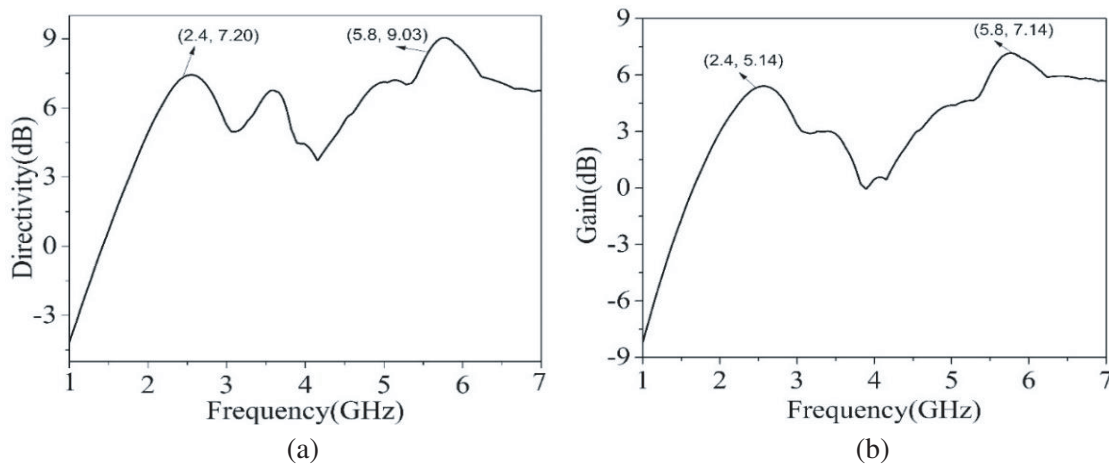 (2.4, 7.20)
(5.8, 9.03)
9
6
3
0
-3
Directivity(dB)
1 2 3 4 5 6 7
Frequency(GHz)
(a)
(2.4, 5.14)
(5.8, 7.14)
9
6
3
0
-3
-6
-9
Gain(dB)
1 2 3 4 5 6 7
Frequency(GHz)
(b)